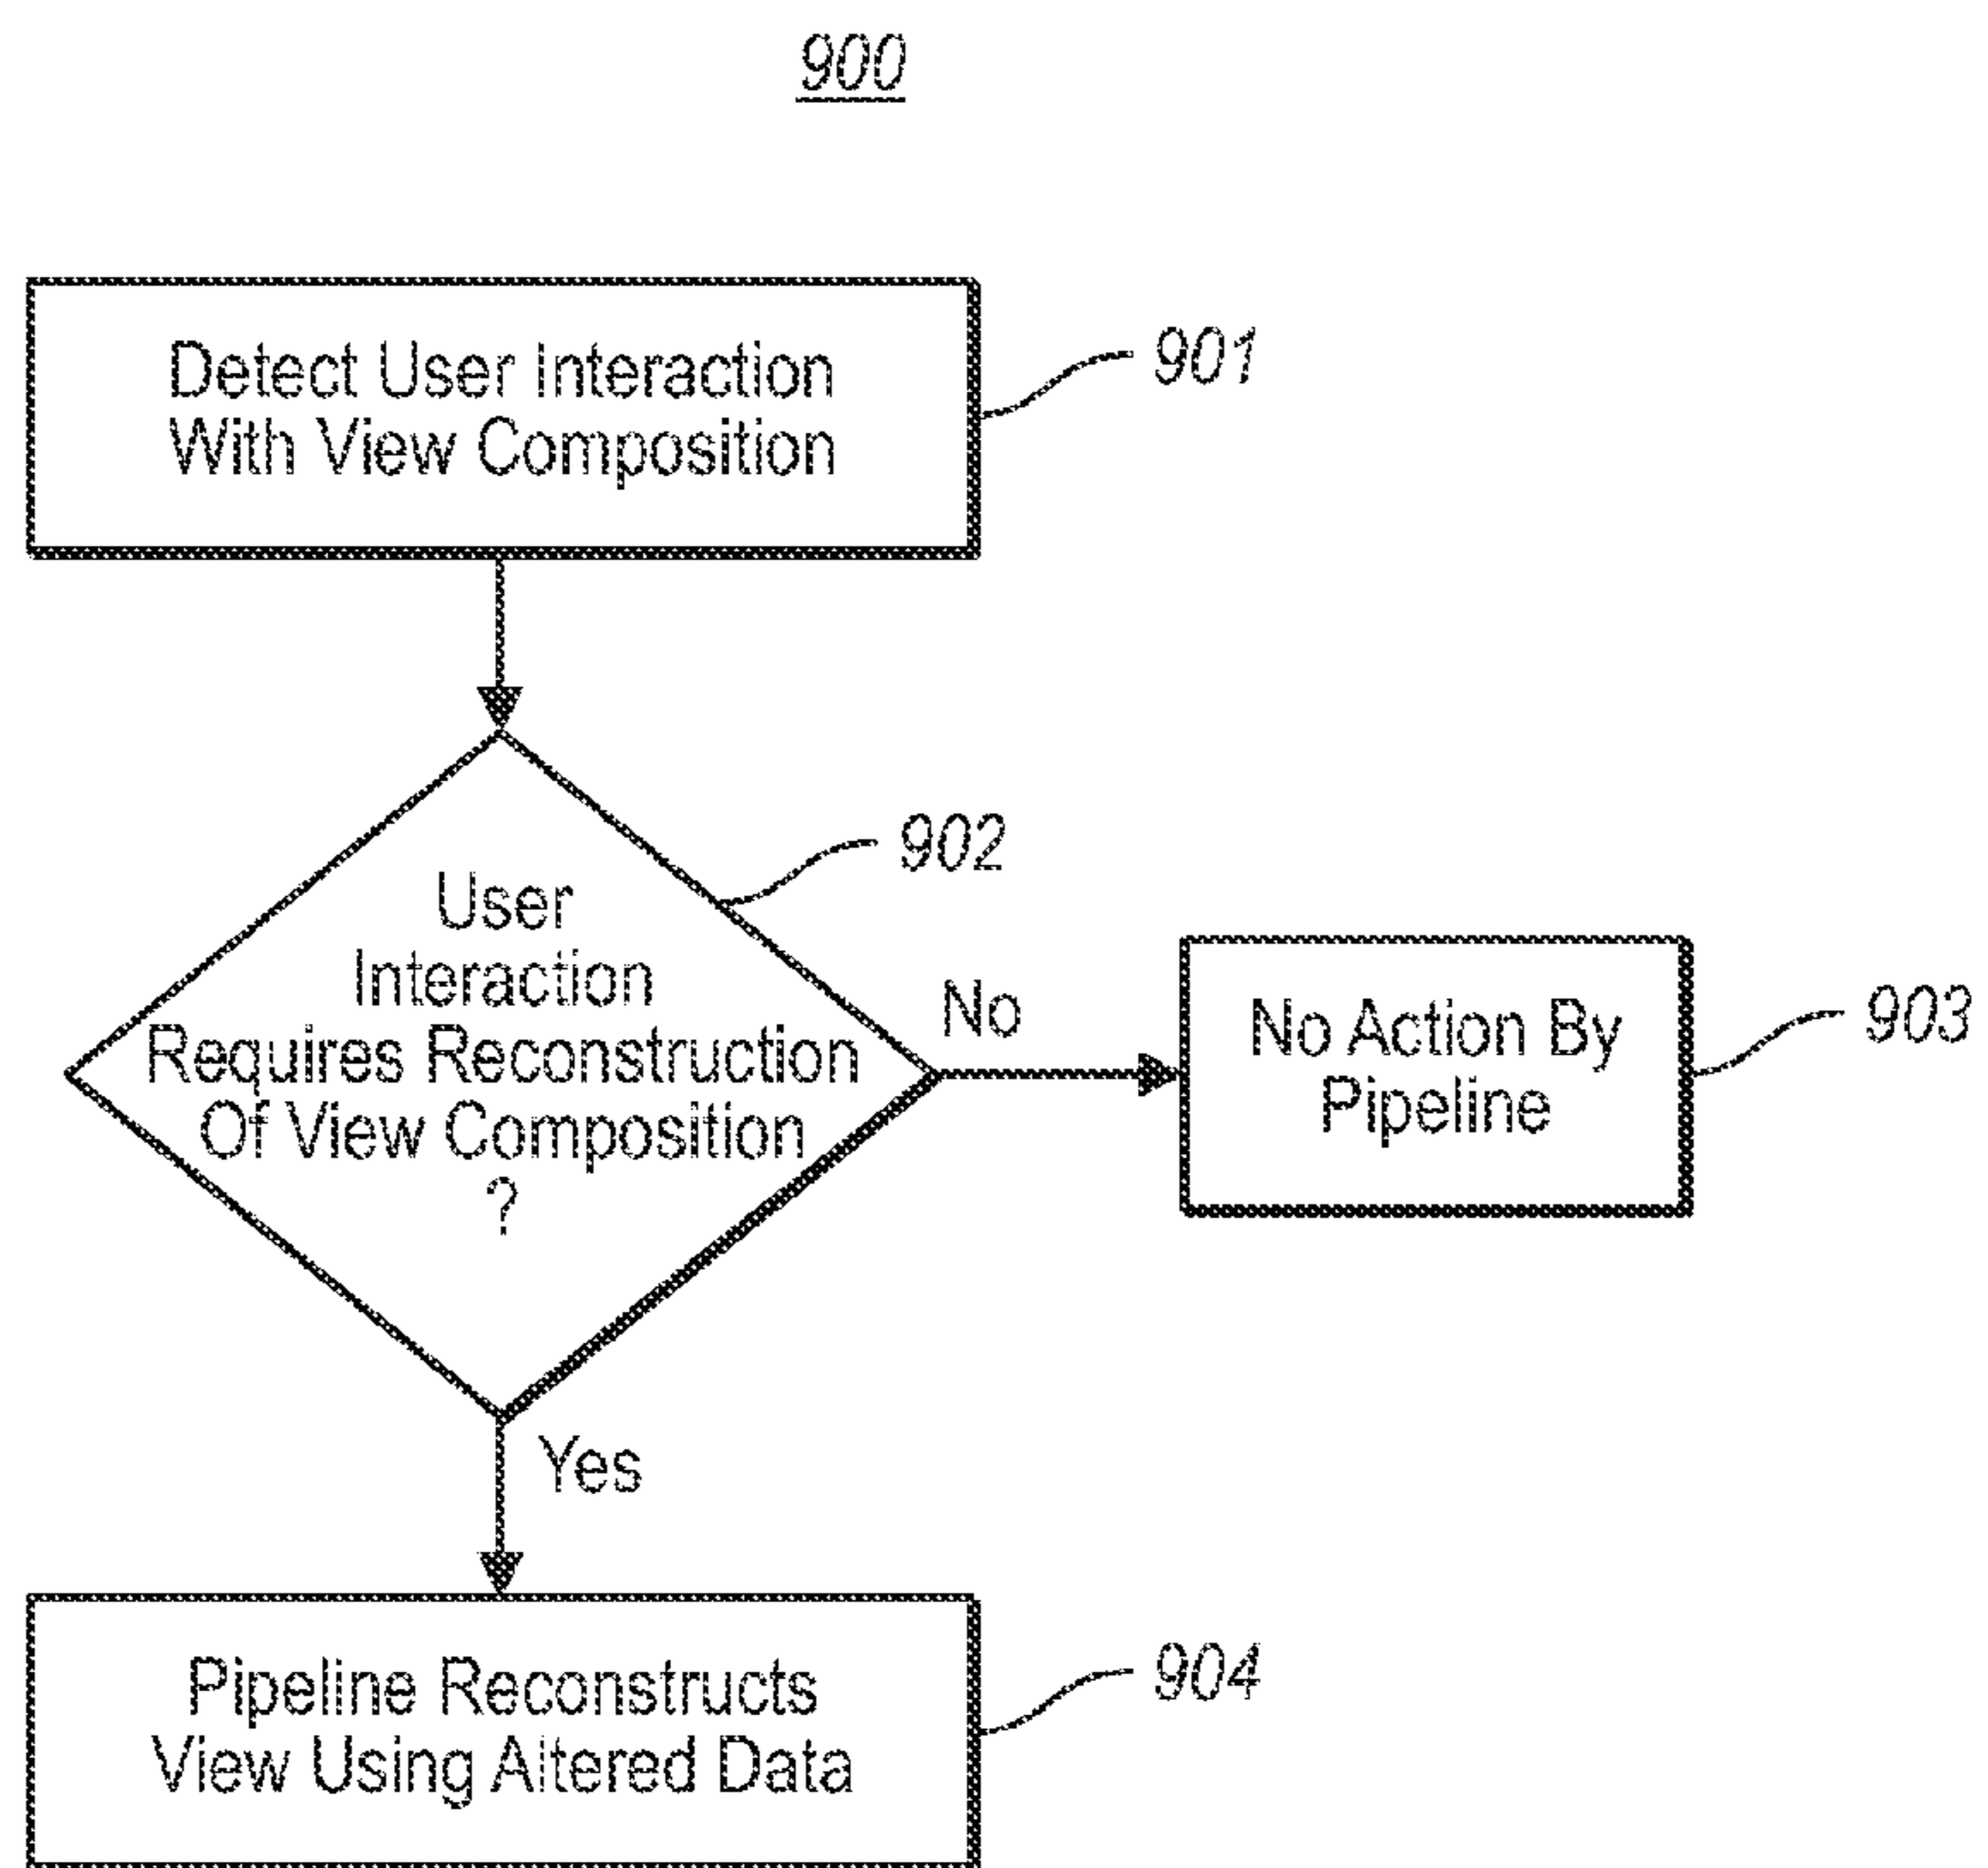 900
Detect User Interaction
With View Composition
901
User
Interaction
Requires Reconstruction
Of View Composition
?
902
No
No Action By
Pipeline
903
Yes
Pipeline Reconstructs
View Using Altered Data
904